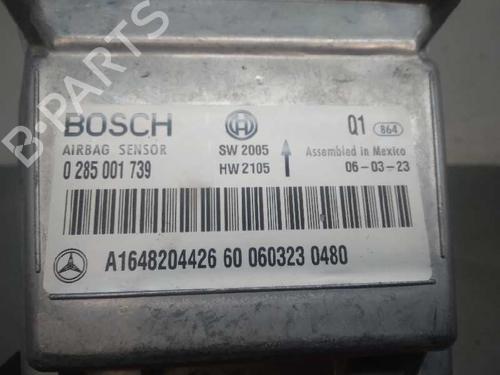 B-PARTS
BOSCH
AIRBAG SENSOR
0 285 001 739
SW 2005
HW 2105
Q1 864
Assembled in Mexico
06-03-23
A1648204426 60 060323 0480